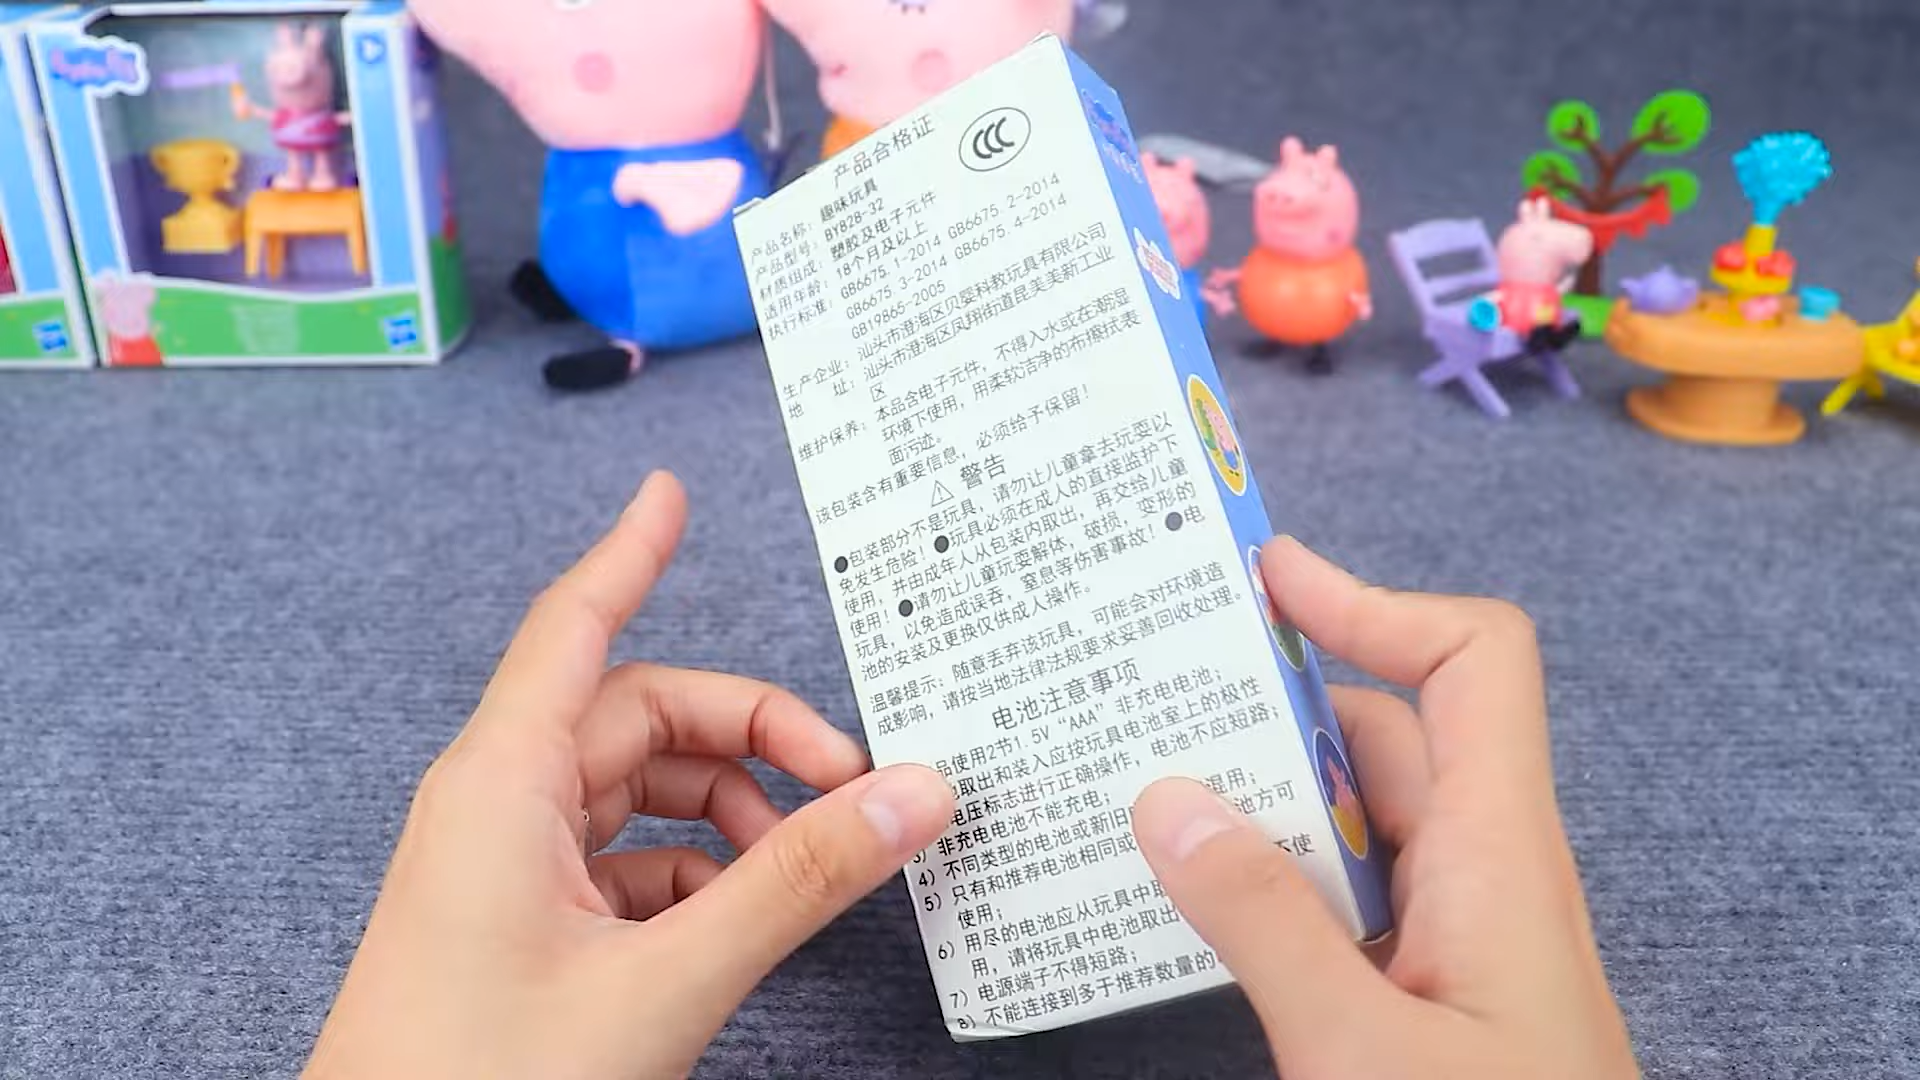 产品合格证
CCC
产品名称：趣味玩具
产品型号：BYB28-32
材质组成：塑胶及电子元件
适用年龄：18个月及以上
执行标准：GB6675.1-2014 GB6675.2-2014
GB6675.3-2014 GB6675.4-2014
GB19865-2005
生产企业：汕头市澄海区贝婴科教玩具有限公司
地 址：汕头市澄海区凤翔街道昆美美新工业
区
维护保养：本品含电子元件，不得入水或在潮湿
环境下使用，用柔软洁净的布擦拭表
面污迹。
该包装含有重要信息，必须给予保留！
警告
●包装部分不是玩具，请勿让儿童拿去玩耍以
免发生危险！●玩具必须在成人的直接监护下
使用，并由成年人从包装内取出，再交给儿童
使用！●请勿让儿童玩耍解体，破损，变形的
玩具，以免造成误吞，窒息等伤害事故！●电
池的安装及更换仅供成人操作。
温馨提示：随意丢弃该玩具，可能会对环境造
成影响，请按当地法律法规要求妥善回收处理。
电池注意事项
品使用2节1.5V“AAA”非充电电池；
取出和装入应按玩具电池室上的极性
电压标志进行正确操作，电池不应短路；
3）非充电电池不能充电；
4）不同类型的电池或新旧 混用；
5）只有和推荐电池相同或 池方可
使用；
6）用尽的电池应从玩具中取 不使
用，请将玩具中电池取出
7）电源端子不得短路；
8）不能连接到多于推荐数量的